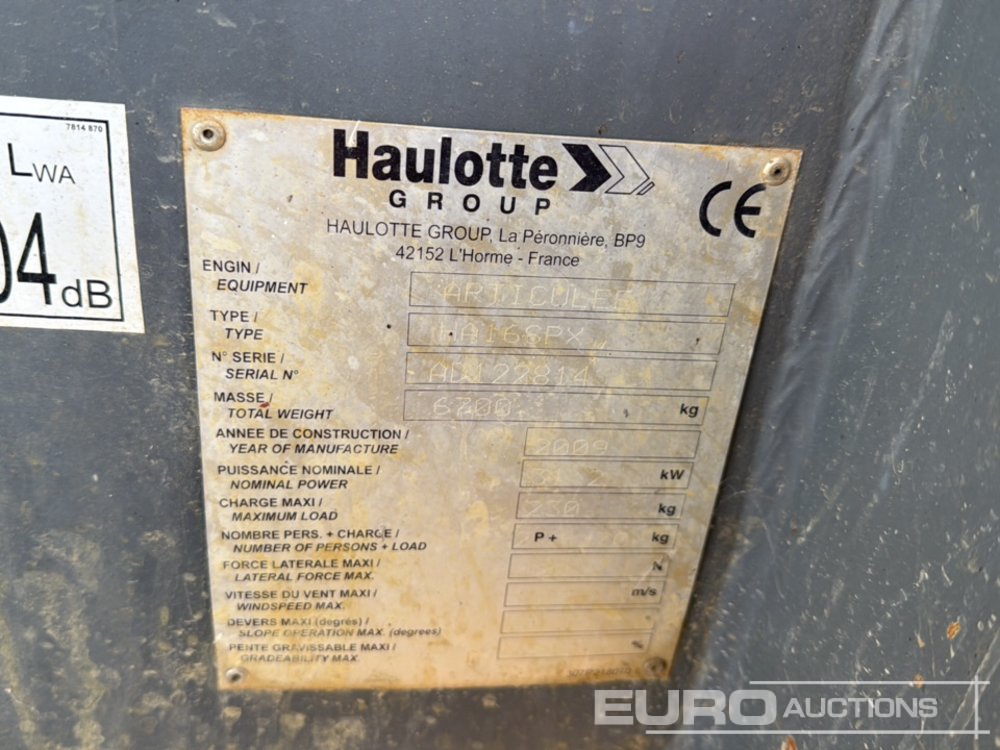 7814 870
LWA
04 dB
Haulotte
GROUP
HAULOTTE GROUP, La Péronnière, BP9
42152 L'Horme - France
CE
ENGIN /
EQUIPMENT
ARTICULEE
TYPE /
TYPE
HA16SPX
N° SERIE /
SERIAL N°
AD122814
MASSE /
TOTAL WEIGHT
6700 kg
ANNEE DE CONSTRUCTION /
YEAR OF MANUFACTURE
2009
PUISSANCE NOMINALE /
NOMINAL POWER
kW
CHARGE MAXI /
MAXIMUM LOAD
230 kg
NOMBRE PERS. + CHARGE /
NUMBER OF PERSONS + LOAD
P + kg
FORCE LATERALE MAXI /
LATERAL FORCE MAX.
N
VITESSE DU VENT MAXI /
WINDSPEED MAX.
m/s
DEVERS MAXI (degrés) /
SLOPE OPERATION MAX. (degrees)
PENTE GRAVISSABLE MAXI /
GRADEABILITY MAX.
%
EURO AUCTIONS